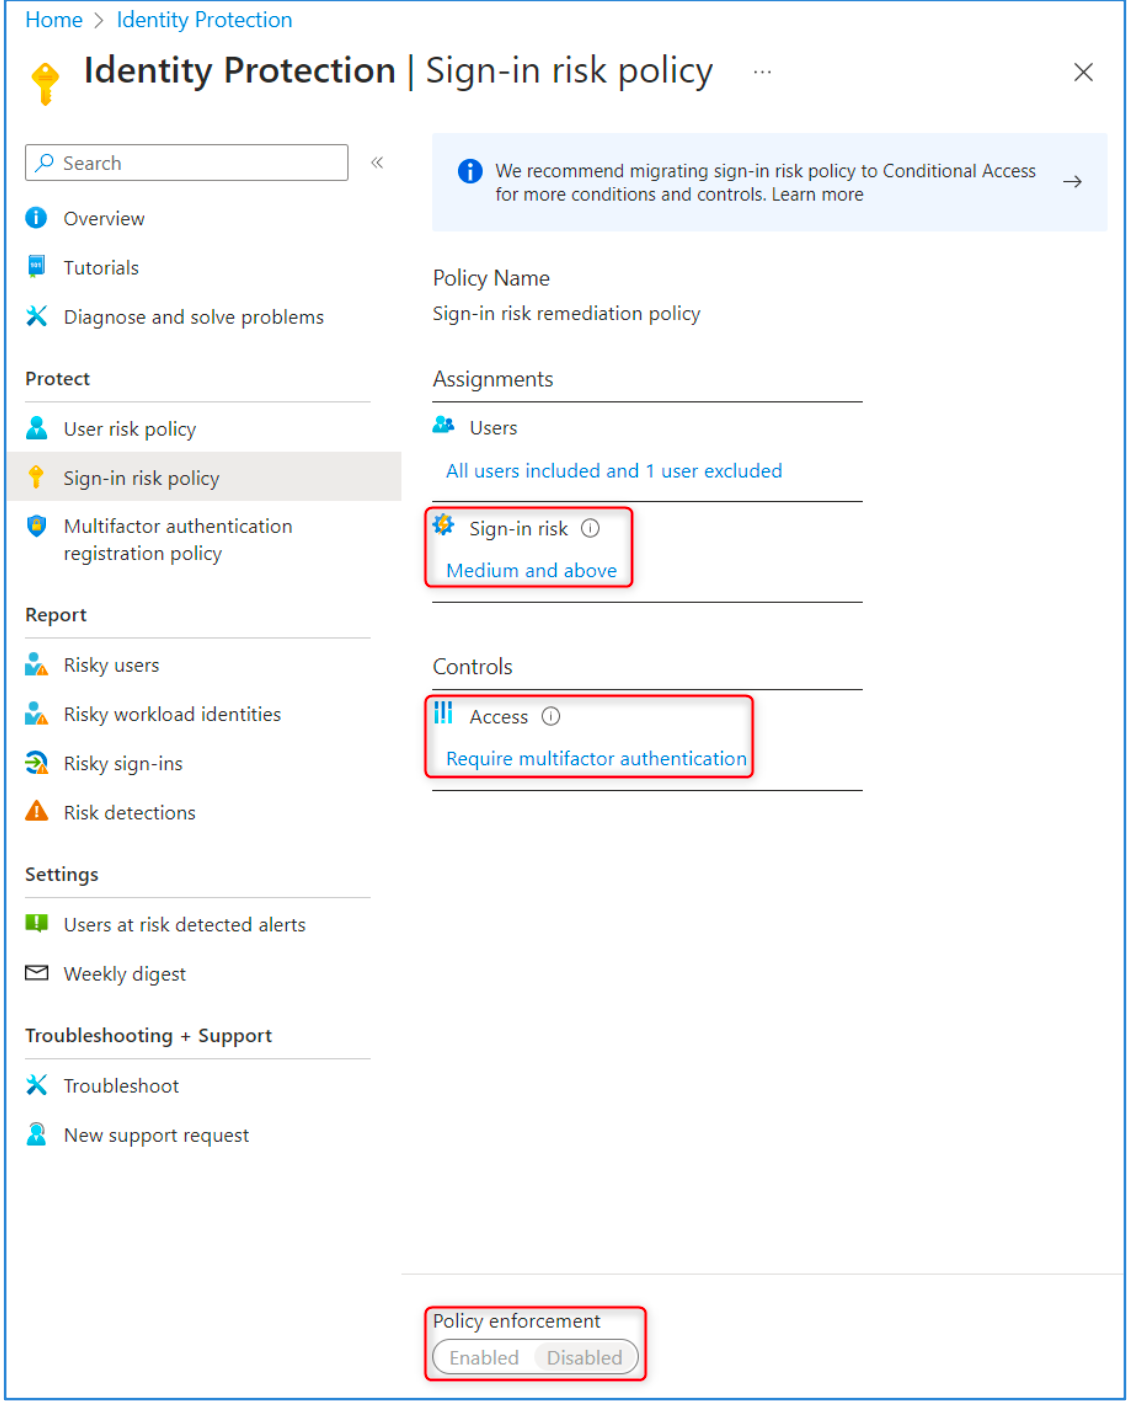 Home > Identity Protection
Identity Protection | Sign-in risk policy ...
Search
«
Overview
Tutorials
Diagnose and solve problems
Protect
User risk policy
Sign-in risk policy
Multifactor authentication
registration policy
Report
Risky users
Risky workload identities
Risky sign-ins
Risk detections
Settings
Users at risk detected alerts
Weekly digest
Troubleshooting + Support
Troubleshoot
New support request
We recommend migrating sign-in risk policy to Conditional Access
for more conditions and controls. Learn more
Policy Name
Sign-in risk remediation policy
Assignments
Users
All users included and 1 user excluded
Sign-in risk
Medium and above
Controls
Access
Require multifactor authentication
Policy enforcement
Enabled Disabled